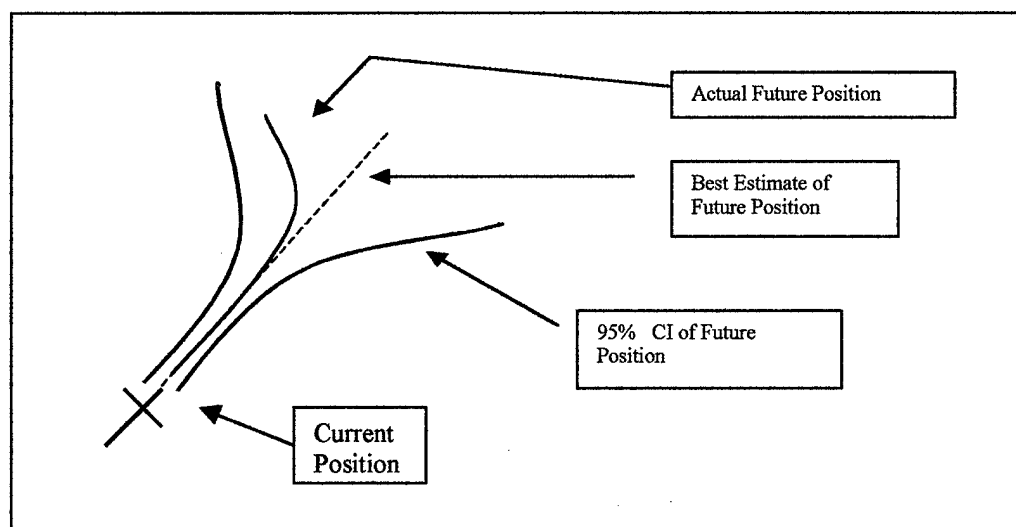 Actual Future Position
Best Estimate of
Future Position
95% CI of Future
Position
Current
Position